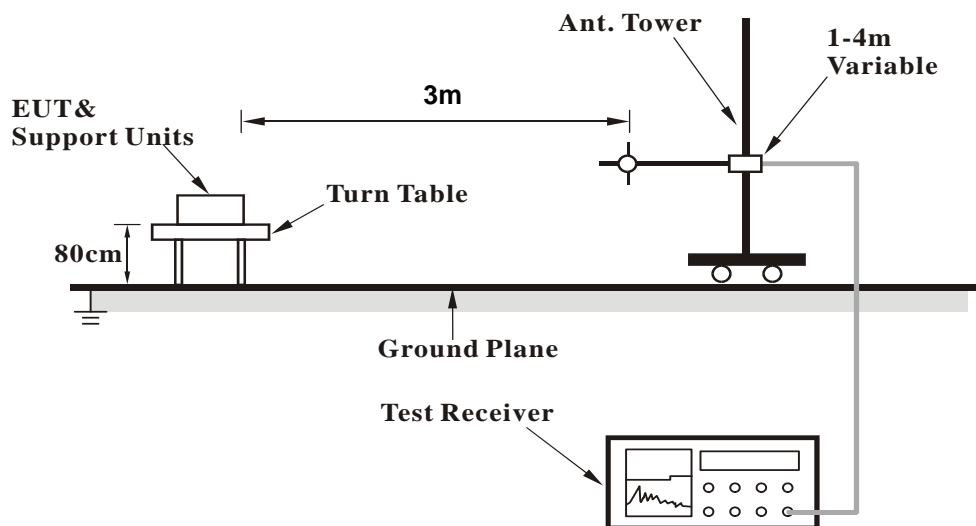 Ant. Tower
1-4m
Variable
3m
EUT&
Support Units
Turn Table
80cm
Ground Plane
Test Receiver